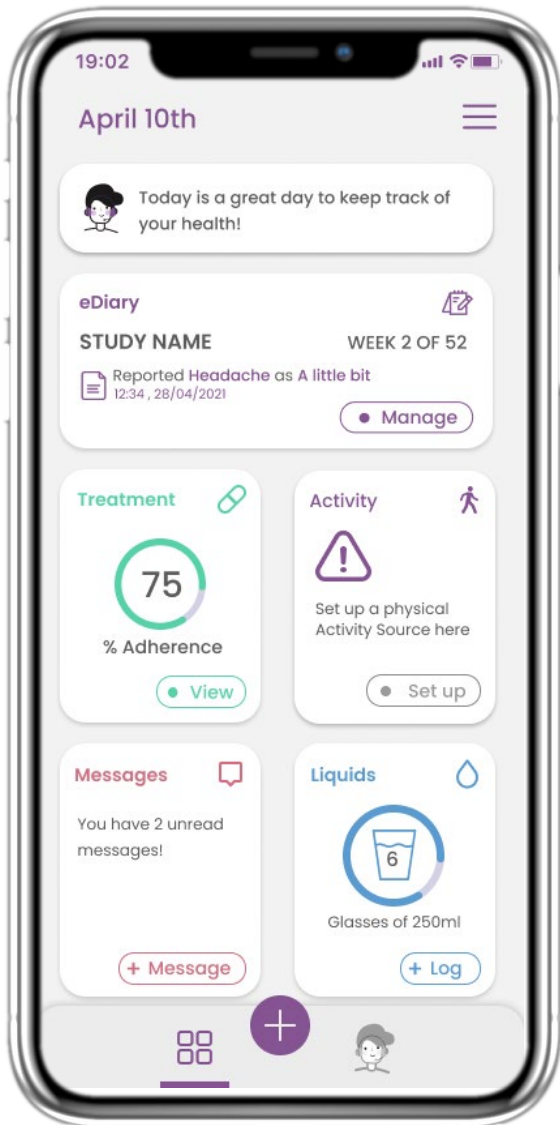 19:02
April 10th
Today is a great day to keep track of
your health!
eDiary
STUDY NAME
WEEK 2 OF 52
Reported Headache as A little bit
12:34 , 28/04/2021
Manage
Treatment
75
% Adherence
View
Activity
Set up a physical
Activity Source here
Set up
Messages
You have 2 unread
messages!
+ Message
Liquids
6
Glasses of 250ml
+ Log